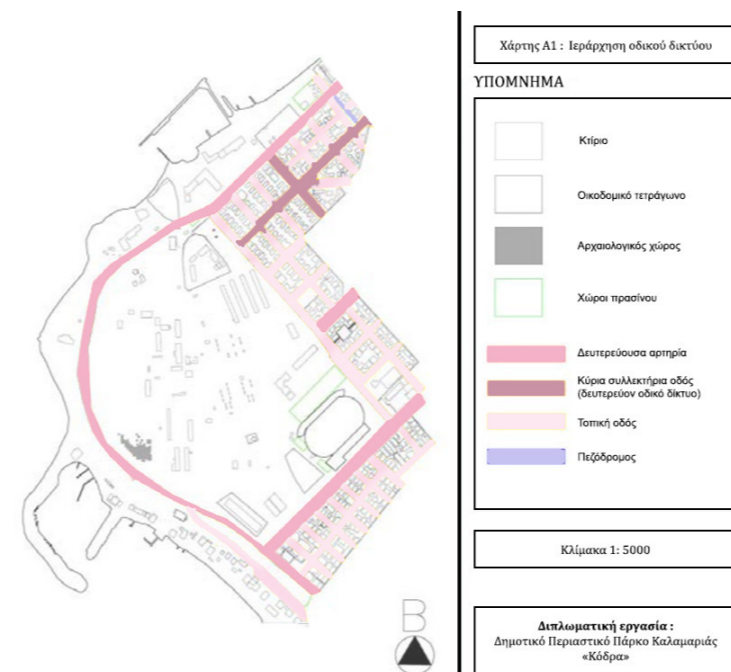 Χάρτης Α1 : Ιεράρχηση οδικού δικτύου
ΥΠΟΜΝΗΜΑ
Κτίριο
Οικοδομικό τετράγωνο
Αρχαιολογικός χώρος
Χώροι πρασίνου
Δευτερεύουσα αρτηρία
Κύρια συλλεκτήρια οδός
(δευτερεύον οδικό δίκτυο)
Τοπική οδός
Πεζόδρομος
Κλίμακα 1: 5000
Διπλωματική εργασία :
Δημοτικό Περιαστικό Πάρκο Καλαμαριάς
«Κόδρα»
Β